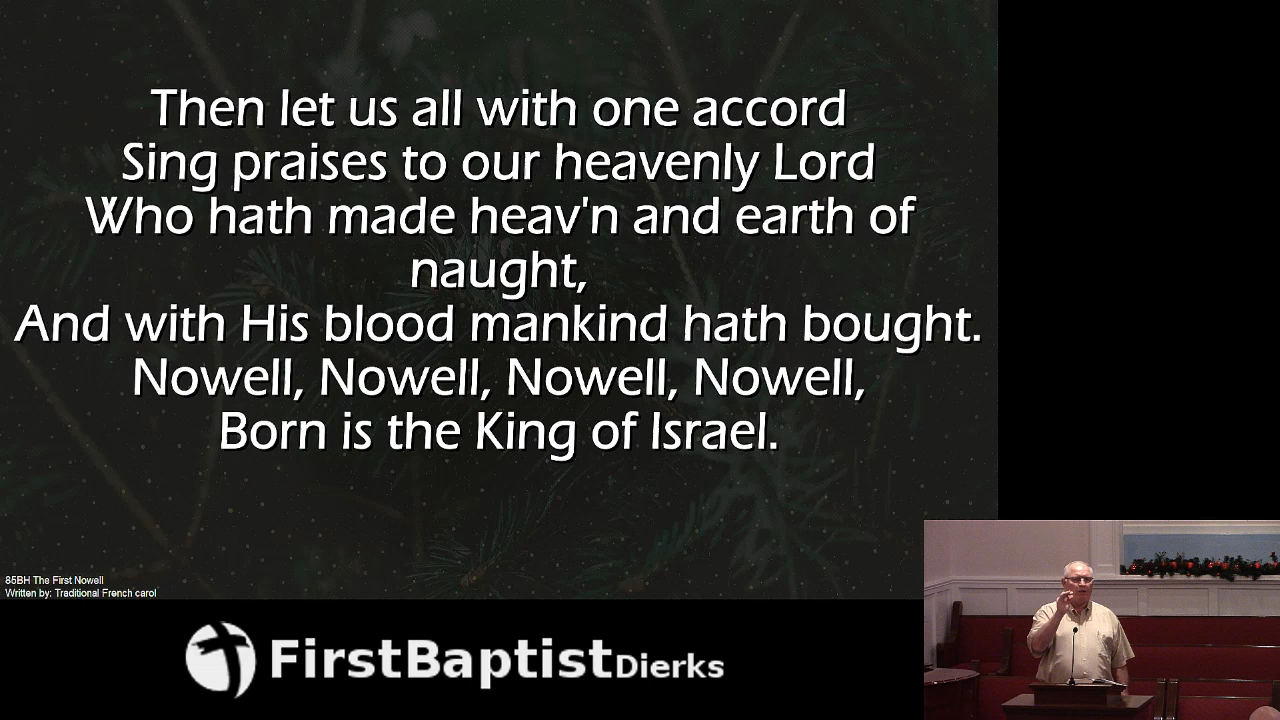 Then let us all with one accord
Sing praises to our heavenly Lord
Who hath made heav'n and earth of
naught,
And with His blood mankind hath bought.
Nowell, Nowell, Nowell, Nowell,
Born is the King of Israel.
85BH The First Nowell
Written by: Traditional French carol
FirstBaptistDierks